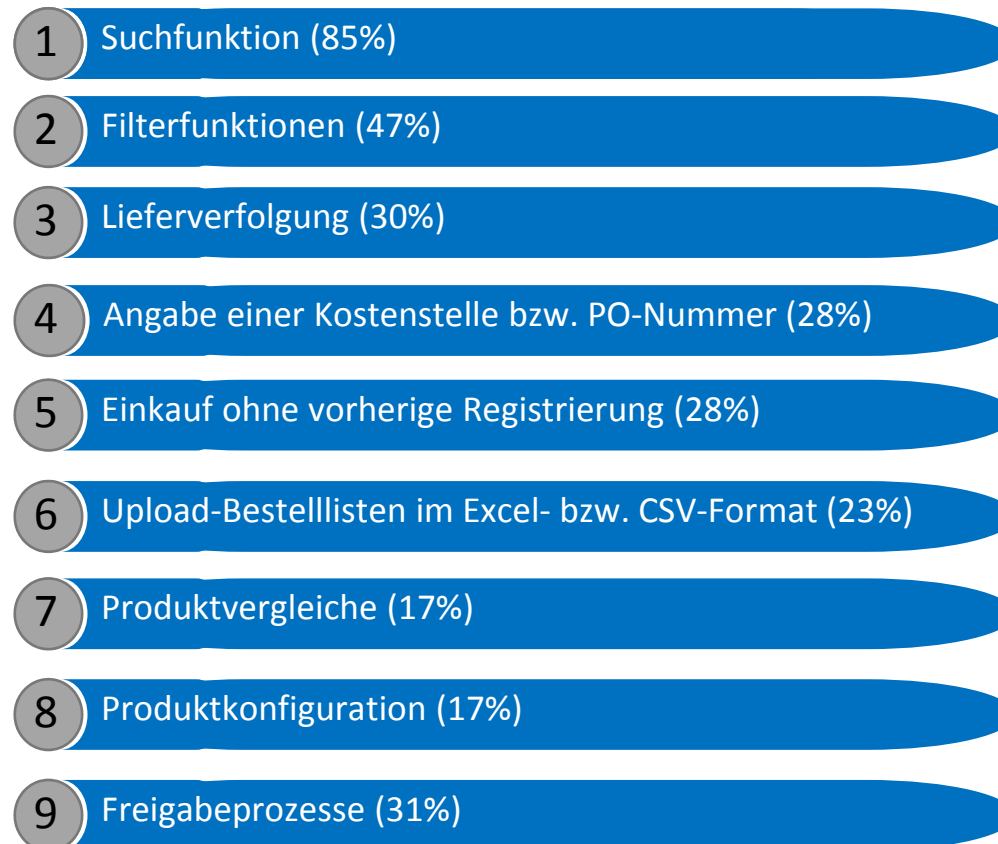 1 Suchfunktion (85%)
2 Filterfunktionen (47%)
3 Lieferverfolgung (30%)
4 Angabe einer Kostenstelle bzw. PO-Nummer (28%)
5 Einkauf ohne vorherige Registrierung (28%)
6 Upload-Bestelllisten im Excel- bzw. CSV-Format (23%)
7 Produktvergleiche (17%)
8 Produktkonfiguration (17%)
9 Freigabeprozesse (31%)